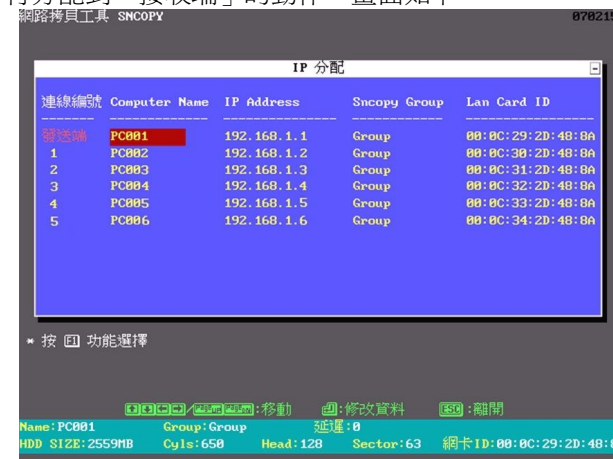 網路拷貝工具 SNCOPY 070215
IP 分配
連線編號 Computer Name IP Address Sncopy Group Lan Card ID
發送端 PC001 192.168.1.1 Group 00:0C:29:2D:48:8A
1 PC002 192.168.1.2 Group 00:0C:30:2D:48:8A
2 PC003 192.168.1.3 Group 00:0C:31:2D:48:8A
3 PC004 192.168.1.4 Group 00:0C:32:2D:48:8A
4 PC005 192.168.1.5 Group 00:0C:33:2D:48:8A
5 PC006 192.168.1.6 Group 00:0C:34:2D:48:8A
* 按 F1 功能選擇
:移動 :修改資料 ESC :離開
Name:PC001 Group:Group 延遲:0
HDD SIZE:2559MB Cyls:650 Head:128 Sector:63 網卡ID:00:0C:29:2D:48:8